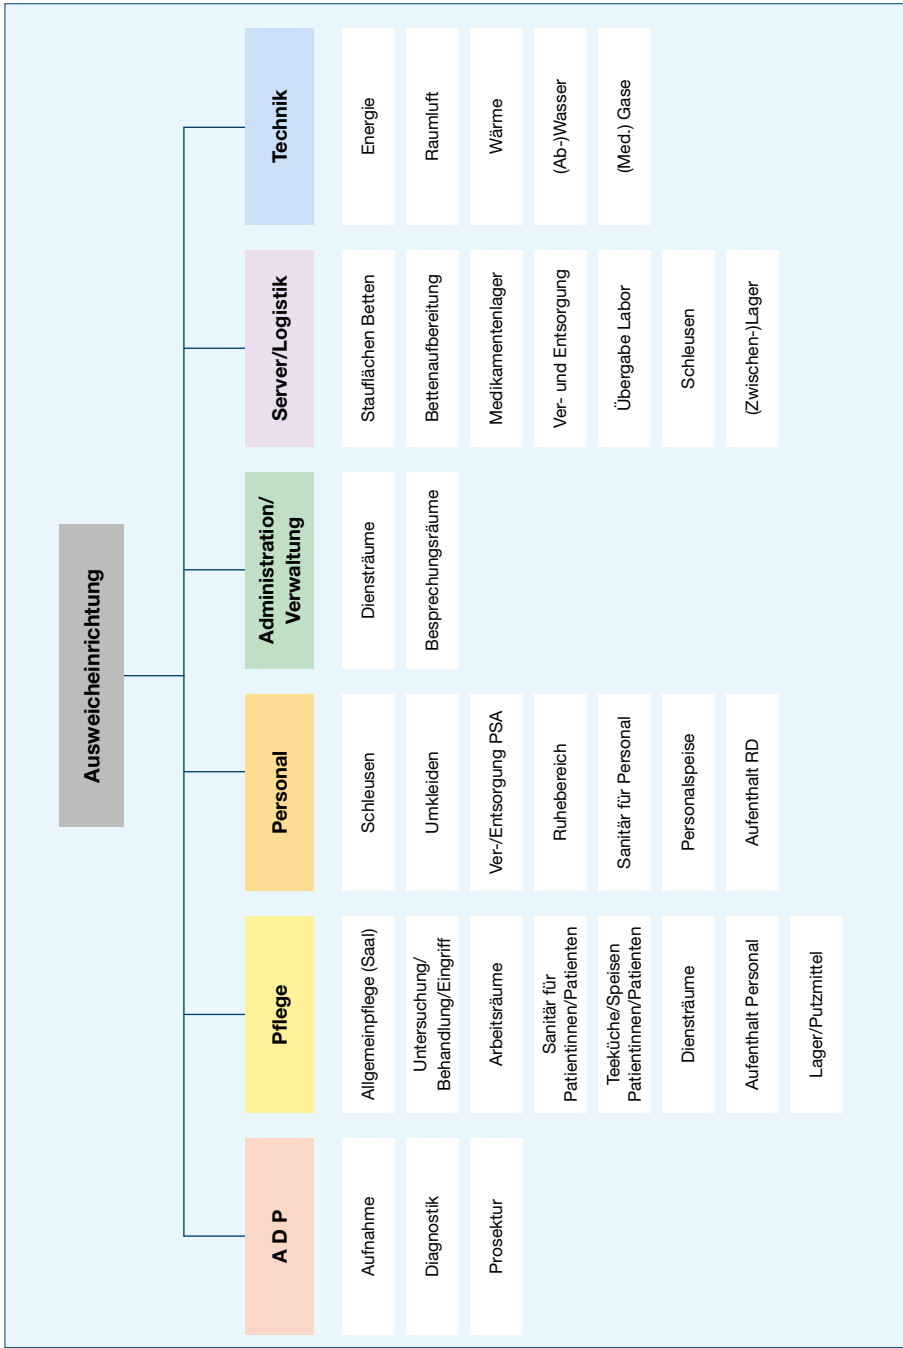 Ausweicheinrichtung
A D P
Aufnahme
Diagnostik
Prosektur
Pflege
Allgemeinpflege (Saal)
Untersuchung/
Behandlung/Eingriff
Arbeitsräume
Sanitär für
Patientinnen/Patienten
Teeküche/Speisen
Patientinnen/Patienten
Diensträume
Aufenthalt Personal
Lager/Putzmittel
Personal
Schleusen
Umkleiden
Ver-/Entsorgung PSA
Ruhebereich
Sanitär für Personal
Personalspeise
Aufenthalt RD
Administration/
Verwaltung
Diensträume
Besprechungsräume
Server/Logistik
Stauflächen Betten
Bettenaufbereitung
Medikamentenlager
Ver- und Entsorgung
Übergabe Labor
Schleusen
(Zwischen-)Lager
Technik
Energie
Raumluft
Wärme
(Ab-)Wasser
(Med.) Gase